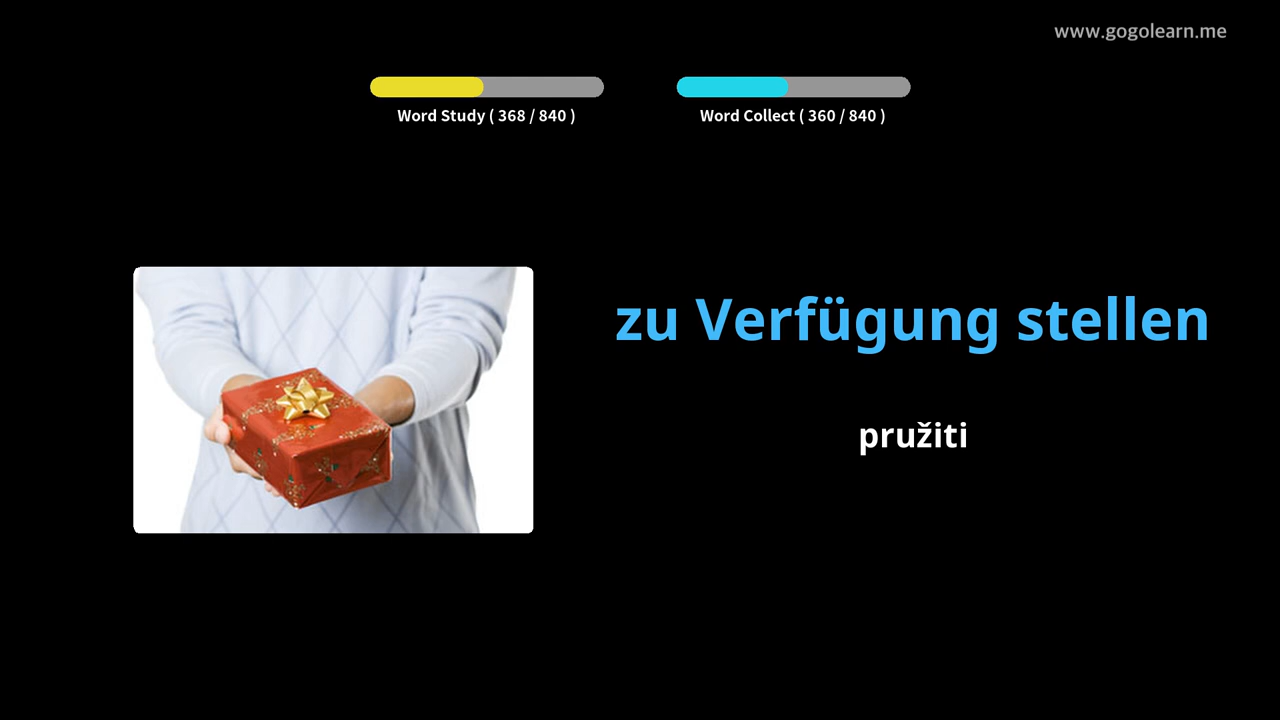 www.gogolearn.me
Word Study ( 368 / 840 )
Word Collect ( 360 / 840 )
zu Verfügung stellen
pružiti